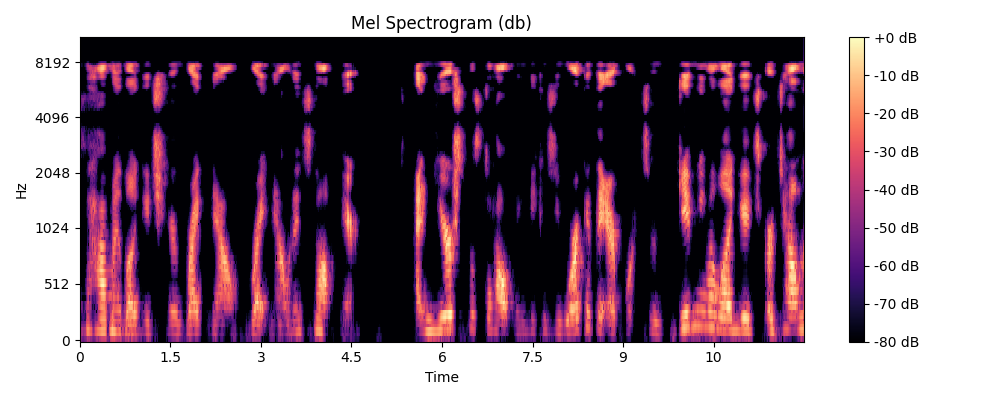 Mel Spectrogram (db)
Hz
8192
4096
2048
1024
512
0
0 1.5 3 4.5 6 7.5 9 10
Time
+0 dB
-10 dB
-20 dB
-30 dB
-40 dB
-50 dB
-60 dB
-70 dB
-80 dB